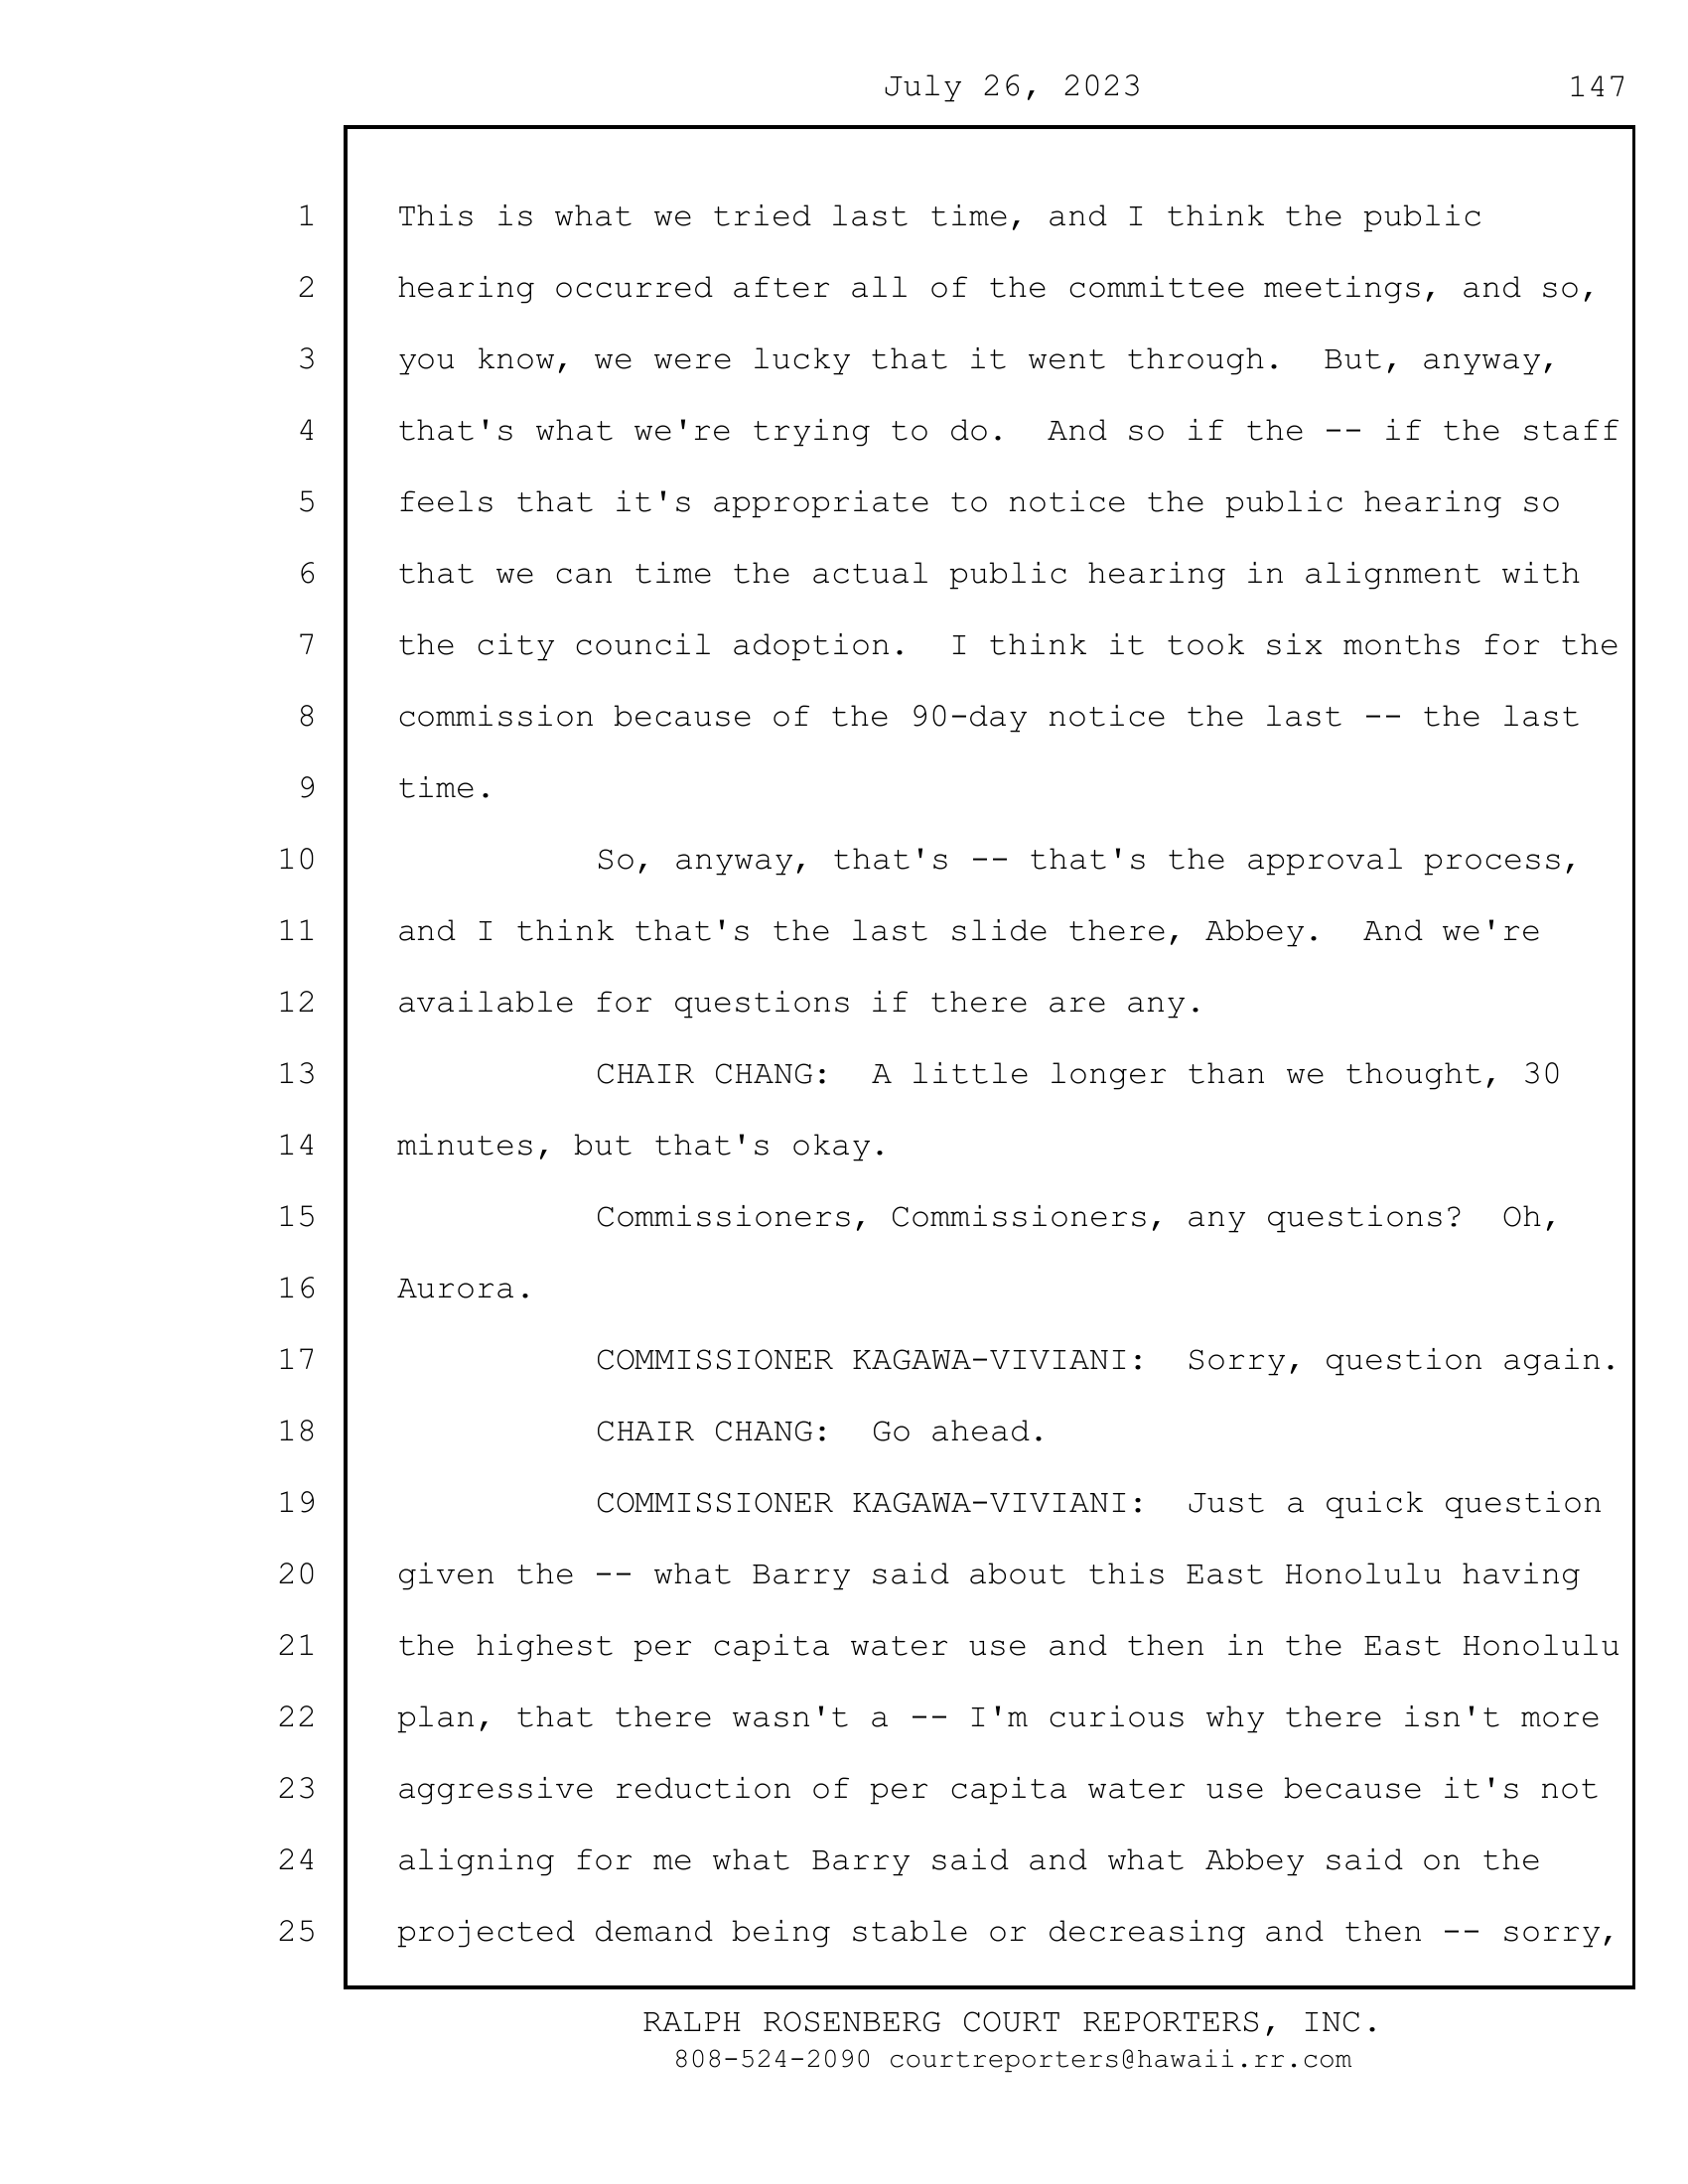 July 26, 2023 147
1 This is what we tried last time, and I think the public
2 hearing occurred after all of the committee meetings, and so,
3 you know, we were lucky that it went through.  But, anyway,
4 that's what we're trying to do.  And so if the -- if the staff
5 feels that it's appropriate to notice the public hearing so
6 that we can time the actual public hearing in alignment with
7 the city council adoption.  I think it took six months for the
8 commission because of the 90-day notice the last -- the last
9 time.
10 So, anyway, that's -- that's the approval process,
11 and I think that's the last slide there, Abbey.  And we're
12 available for questions if there are any.
13 CHAIR CHANG:  A little longer than we thought, 30
14 minutes, but that's okay.
15 Commissioners, Commissioners, any questions?  Oh,
16 Aurora.
17 COMMISSIONER KAGAWA-VIVIANI:  Sorry, question again.
18 CHAIR CHANG:  Go ahead.
19 COMMISSIONER KAGAWA-VIVIANI:  Just a quick question
20 given the -- what Barry said about this East Honolulu having
21 the highest per capita water use and then in the East Honolulu
22 plan, that there wasn't a -- I'm curious why there isn't more
23 aggressive reduction of per capita water use because it's not
24 aligning for me what Barry said and what Abbey said on the
25 projected demand being stable or decreasing and then -- sorry,
RALPH ROSENBERG COURT REPORTERS, INC.
808-524-2090 courtreporters@hawaii.rr.com